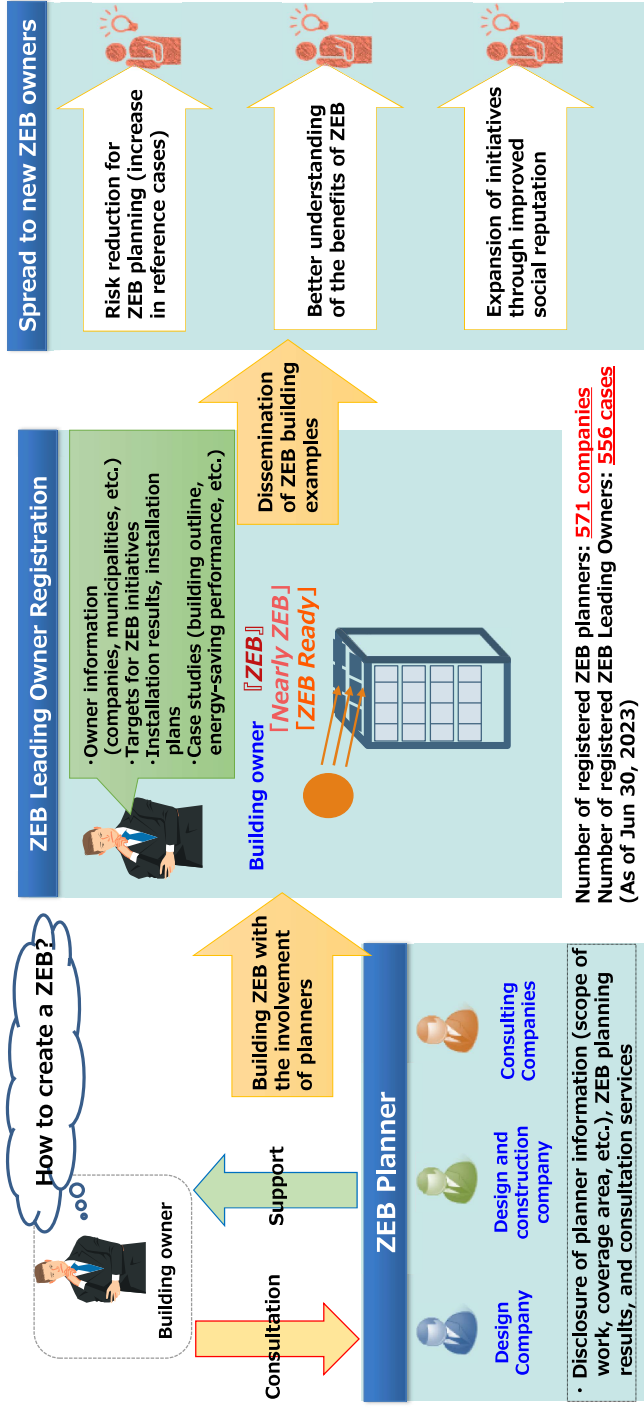 How to create a ZEB?
Building owner
Consultation
Support
ZEB Planner
Design
Company
Design and
construction
company
Consulting
Companies
・Disclosure of planner information (scope of
work, coverage area, etc.), ZEB planning
results, and consultation services
Building ZEB with
the involvement
of planners
ZEB Leading Owner Registration
・Owner information
(companies, municipalities, etc.)
・Targets for ZEB initiatives
・Installation results, installation
plans
・Case studies (building outline,
energy-saving performance, etc.)
Building owner
『ZEB』
「Nearly ZEB」
「ZEB Ready」
Dissemination
of ZEB building
examples
Number of registered ZEB planners: 571 companies
Number of registered ZEB Leading Owners: 556 cases
(As of Jun 30, 2023)
Spread to new ZEB owners
Risk reduction for
ZEB planning (increase
in reference cases)
Better understanding
of the benefits of ZEB
Expansion of initiatives
through improved
social reputation